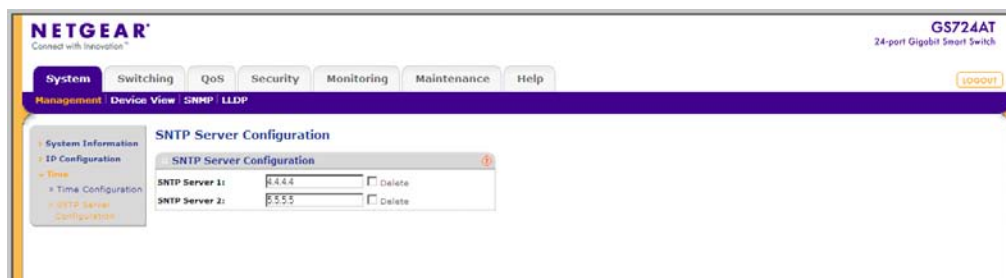 NETGEAR®
Connect with Innovation™
GS724AT
24-port Gigabit Smart Switch
System Switching QoS Security Monitoring Maintenance Help
LOGOUT
Management Device View SNMP LLDP
System Information
IP Configuration
Time
Time Configuration
SNTP Server Configuration
SNTP Server Configuration
SNTP Server Configuration
SNTP Server 1: 4.4.4.4 Delete
SNTP Server 2: 5.5.5.5 Delete